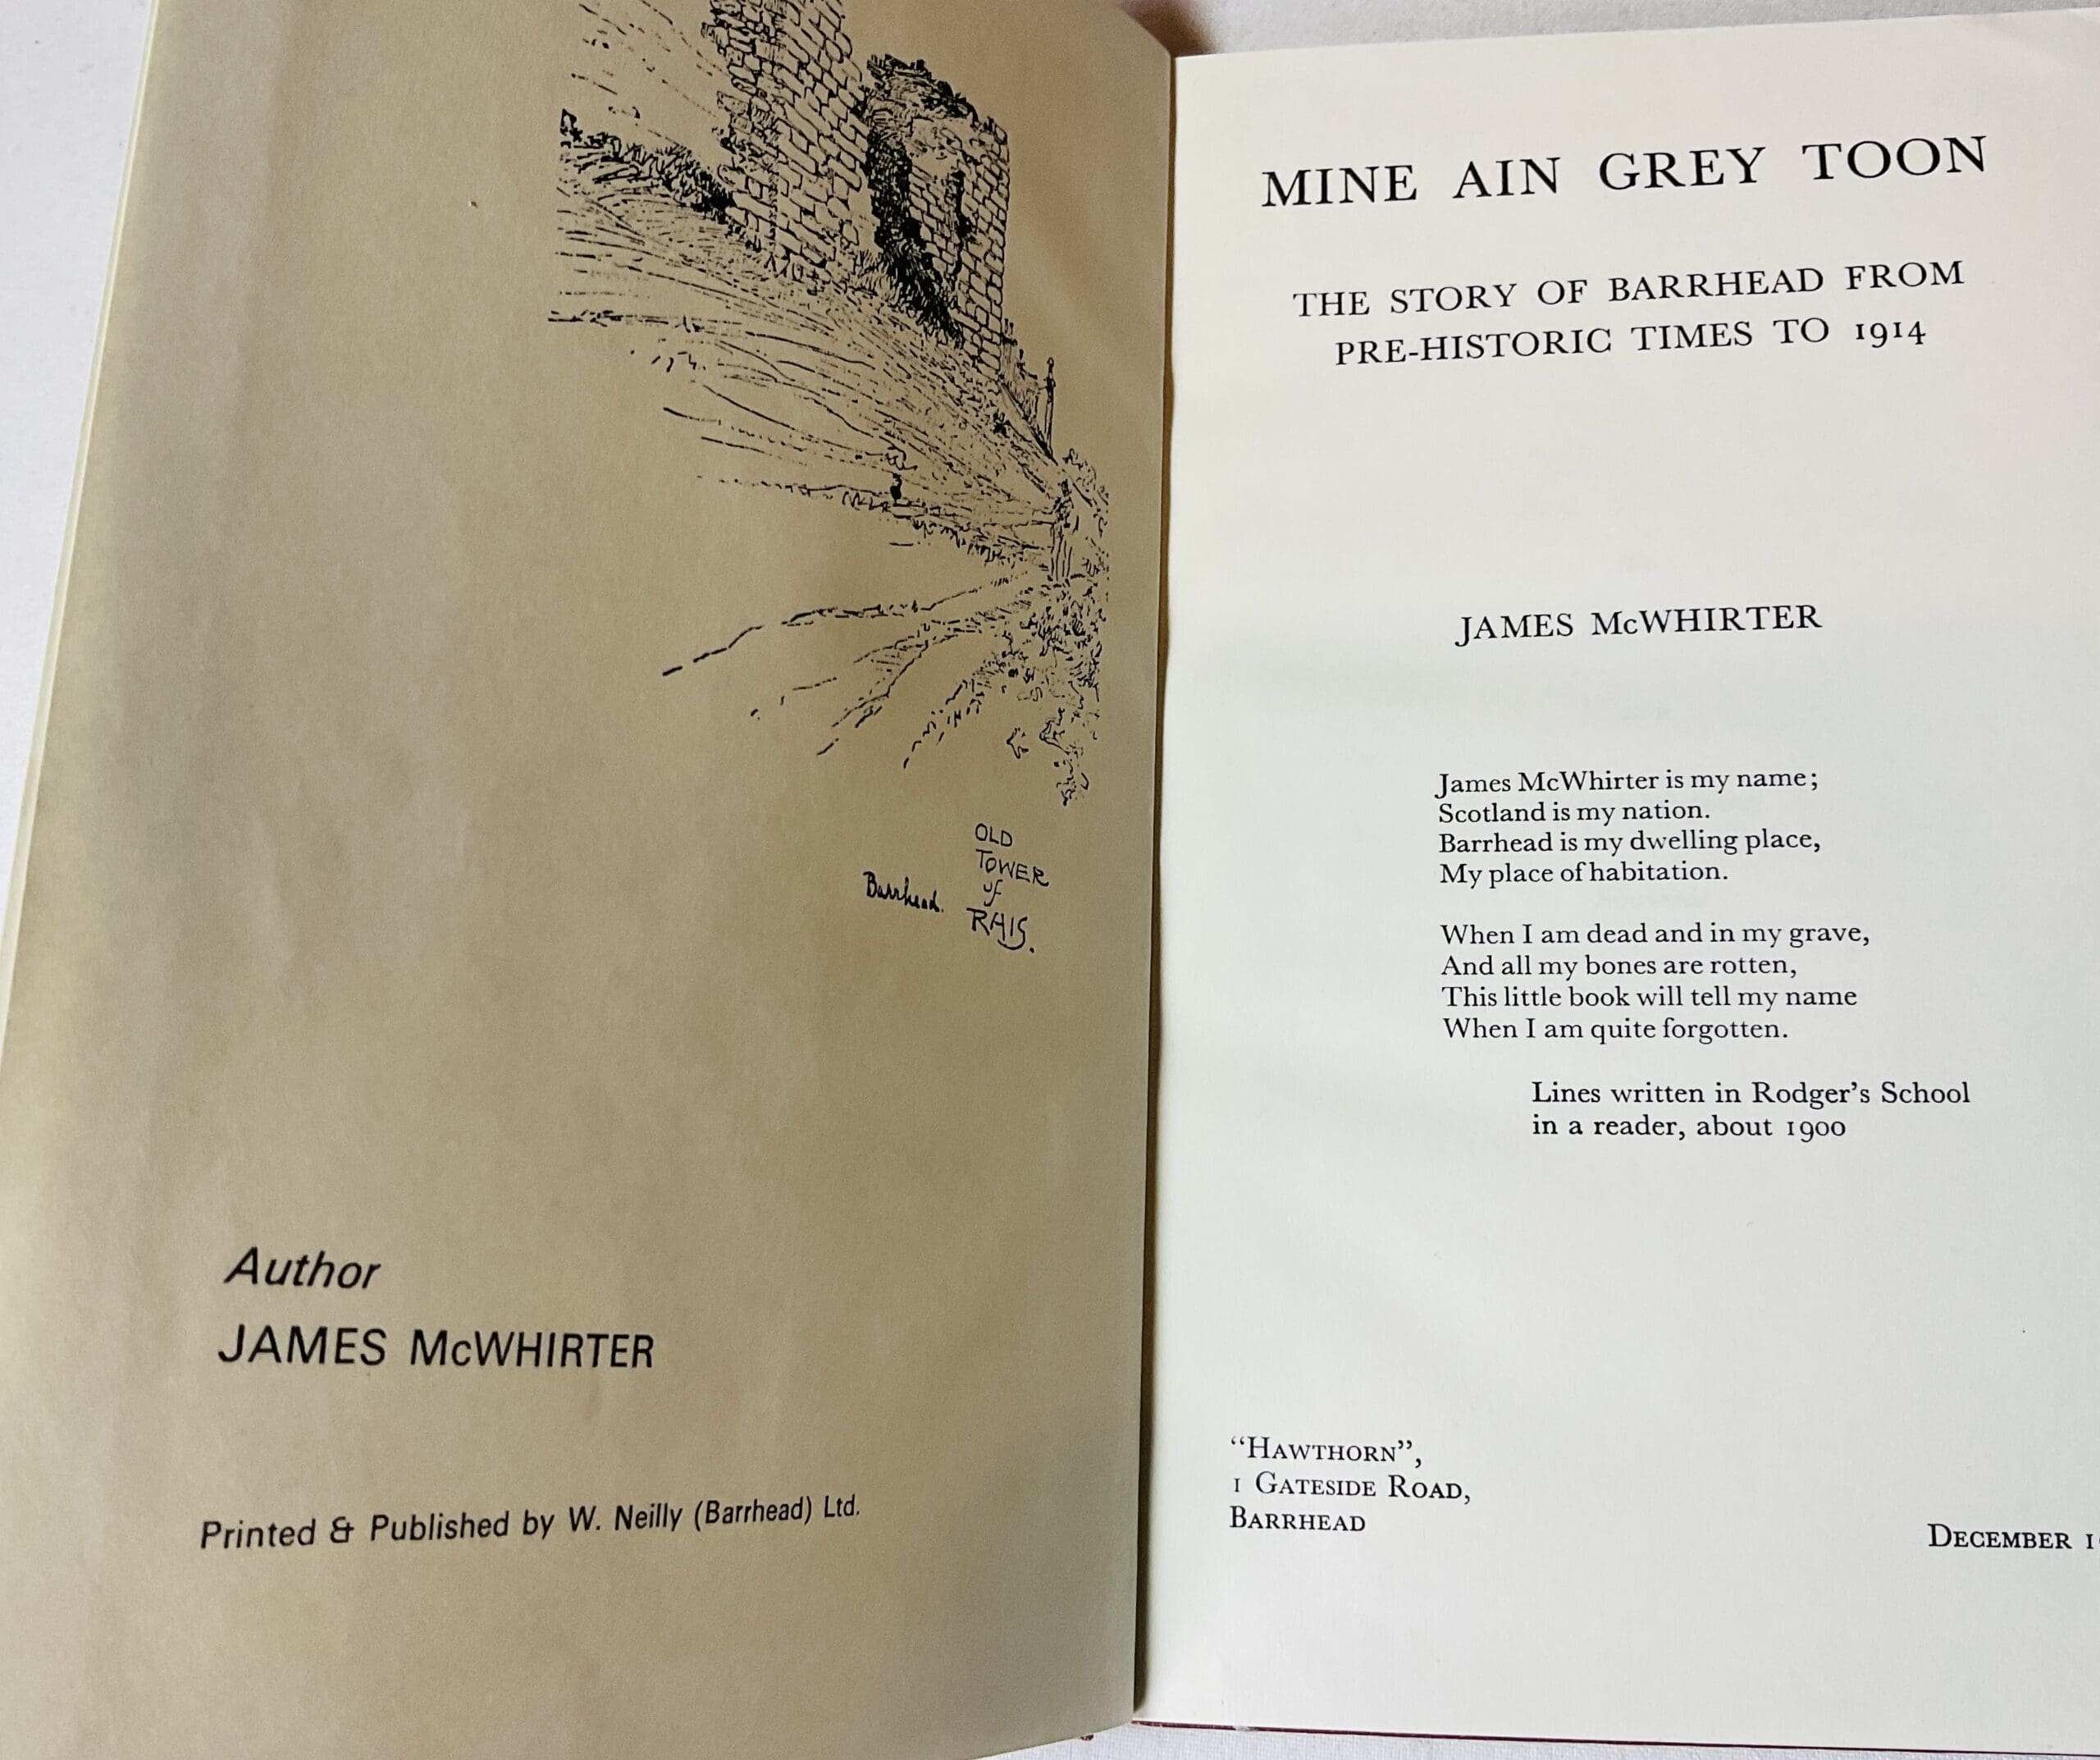 OLD
TOWER
of
RAIS.
Barrhead.
Author
JAMES McWHIRTER
Printed & Published by W. Neilly (Barrhead) Ltd.
MINE AIN GREY TOON
THE STORY OF BARRHEAD FROM
PRE-HISTORIC TIMES TO 1914
JAMES McWHIRTER
James McWhirter is my name;
Scotland is my nation.
Barrhead is my dwelling place,
My place of habitation.
When I am dead and in my grave,
And all my bones are rotten,
This little book will tell my name
When I am quite forgotten.
Lines written in Rodger's School
in a reader, about 1900
"HAWTHORN",
1 GATESIDE ROAD,
BARRHEAD
DECEMBER